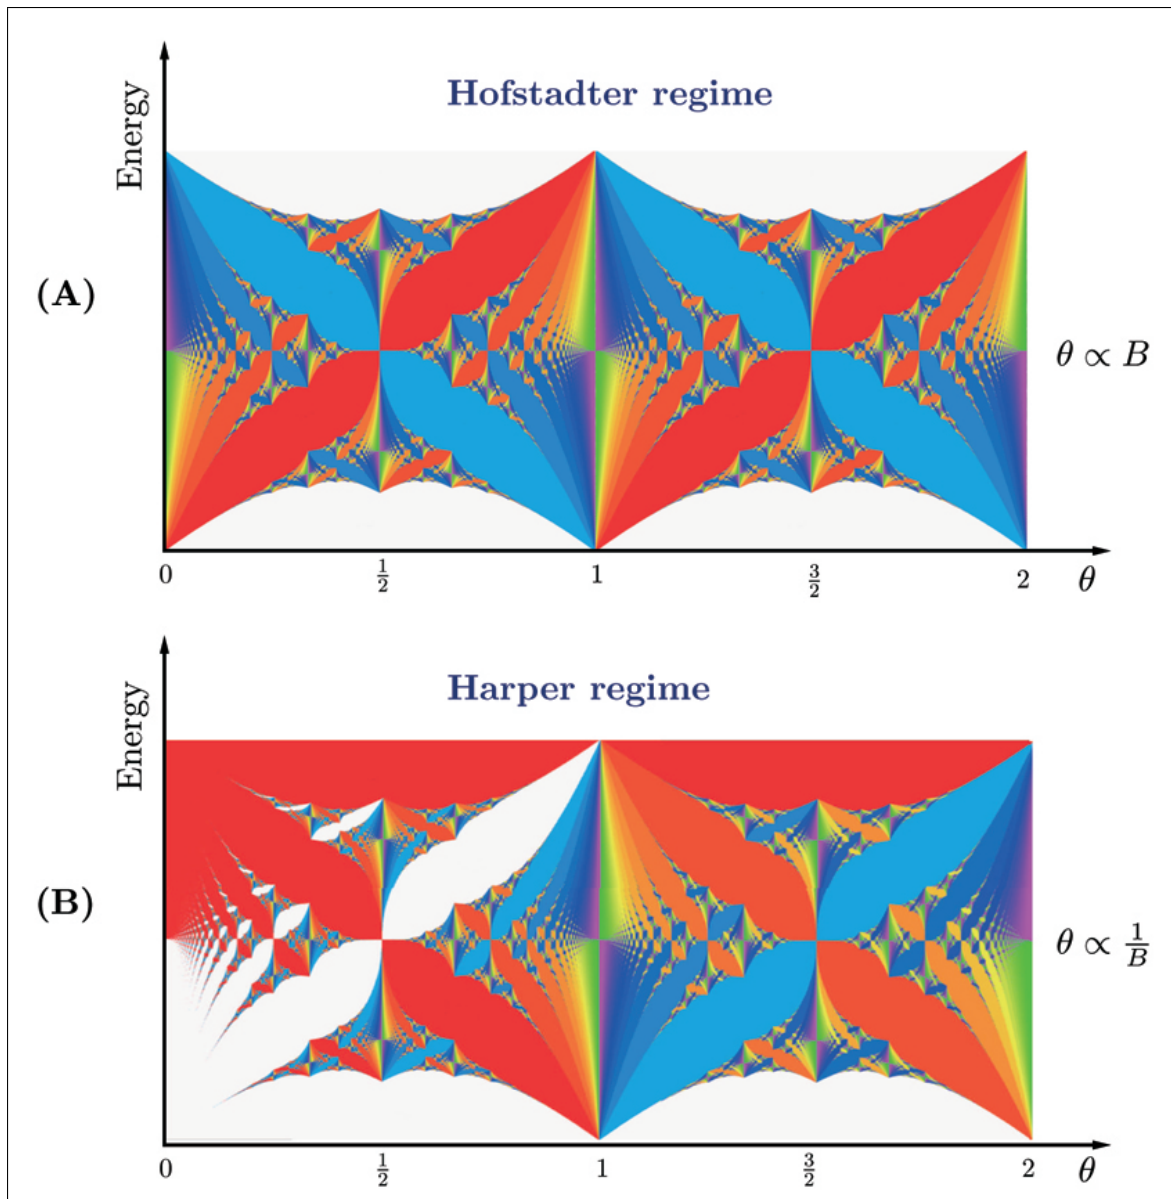 Hofstadter regime
Energy
(A)
θ ∝ B
0 1/2 1 3/2 2 θ
Harper regime
Energy
(B)
θ ∝ 1/B
0 1/2 1 3/2 2 θ